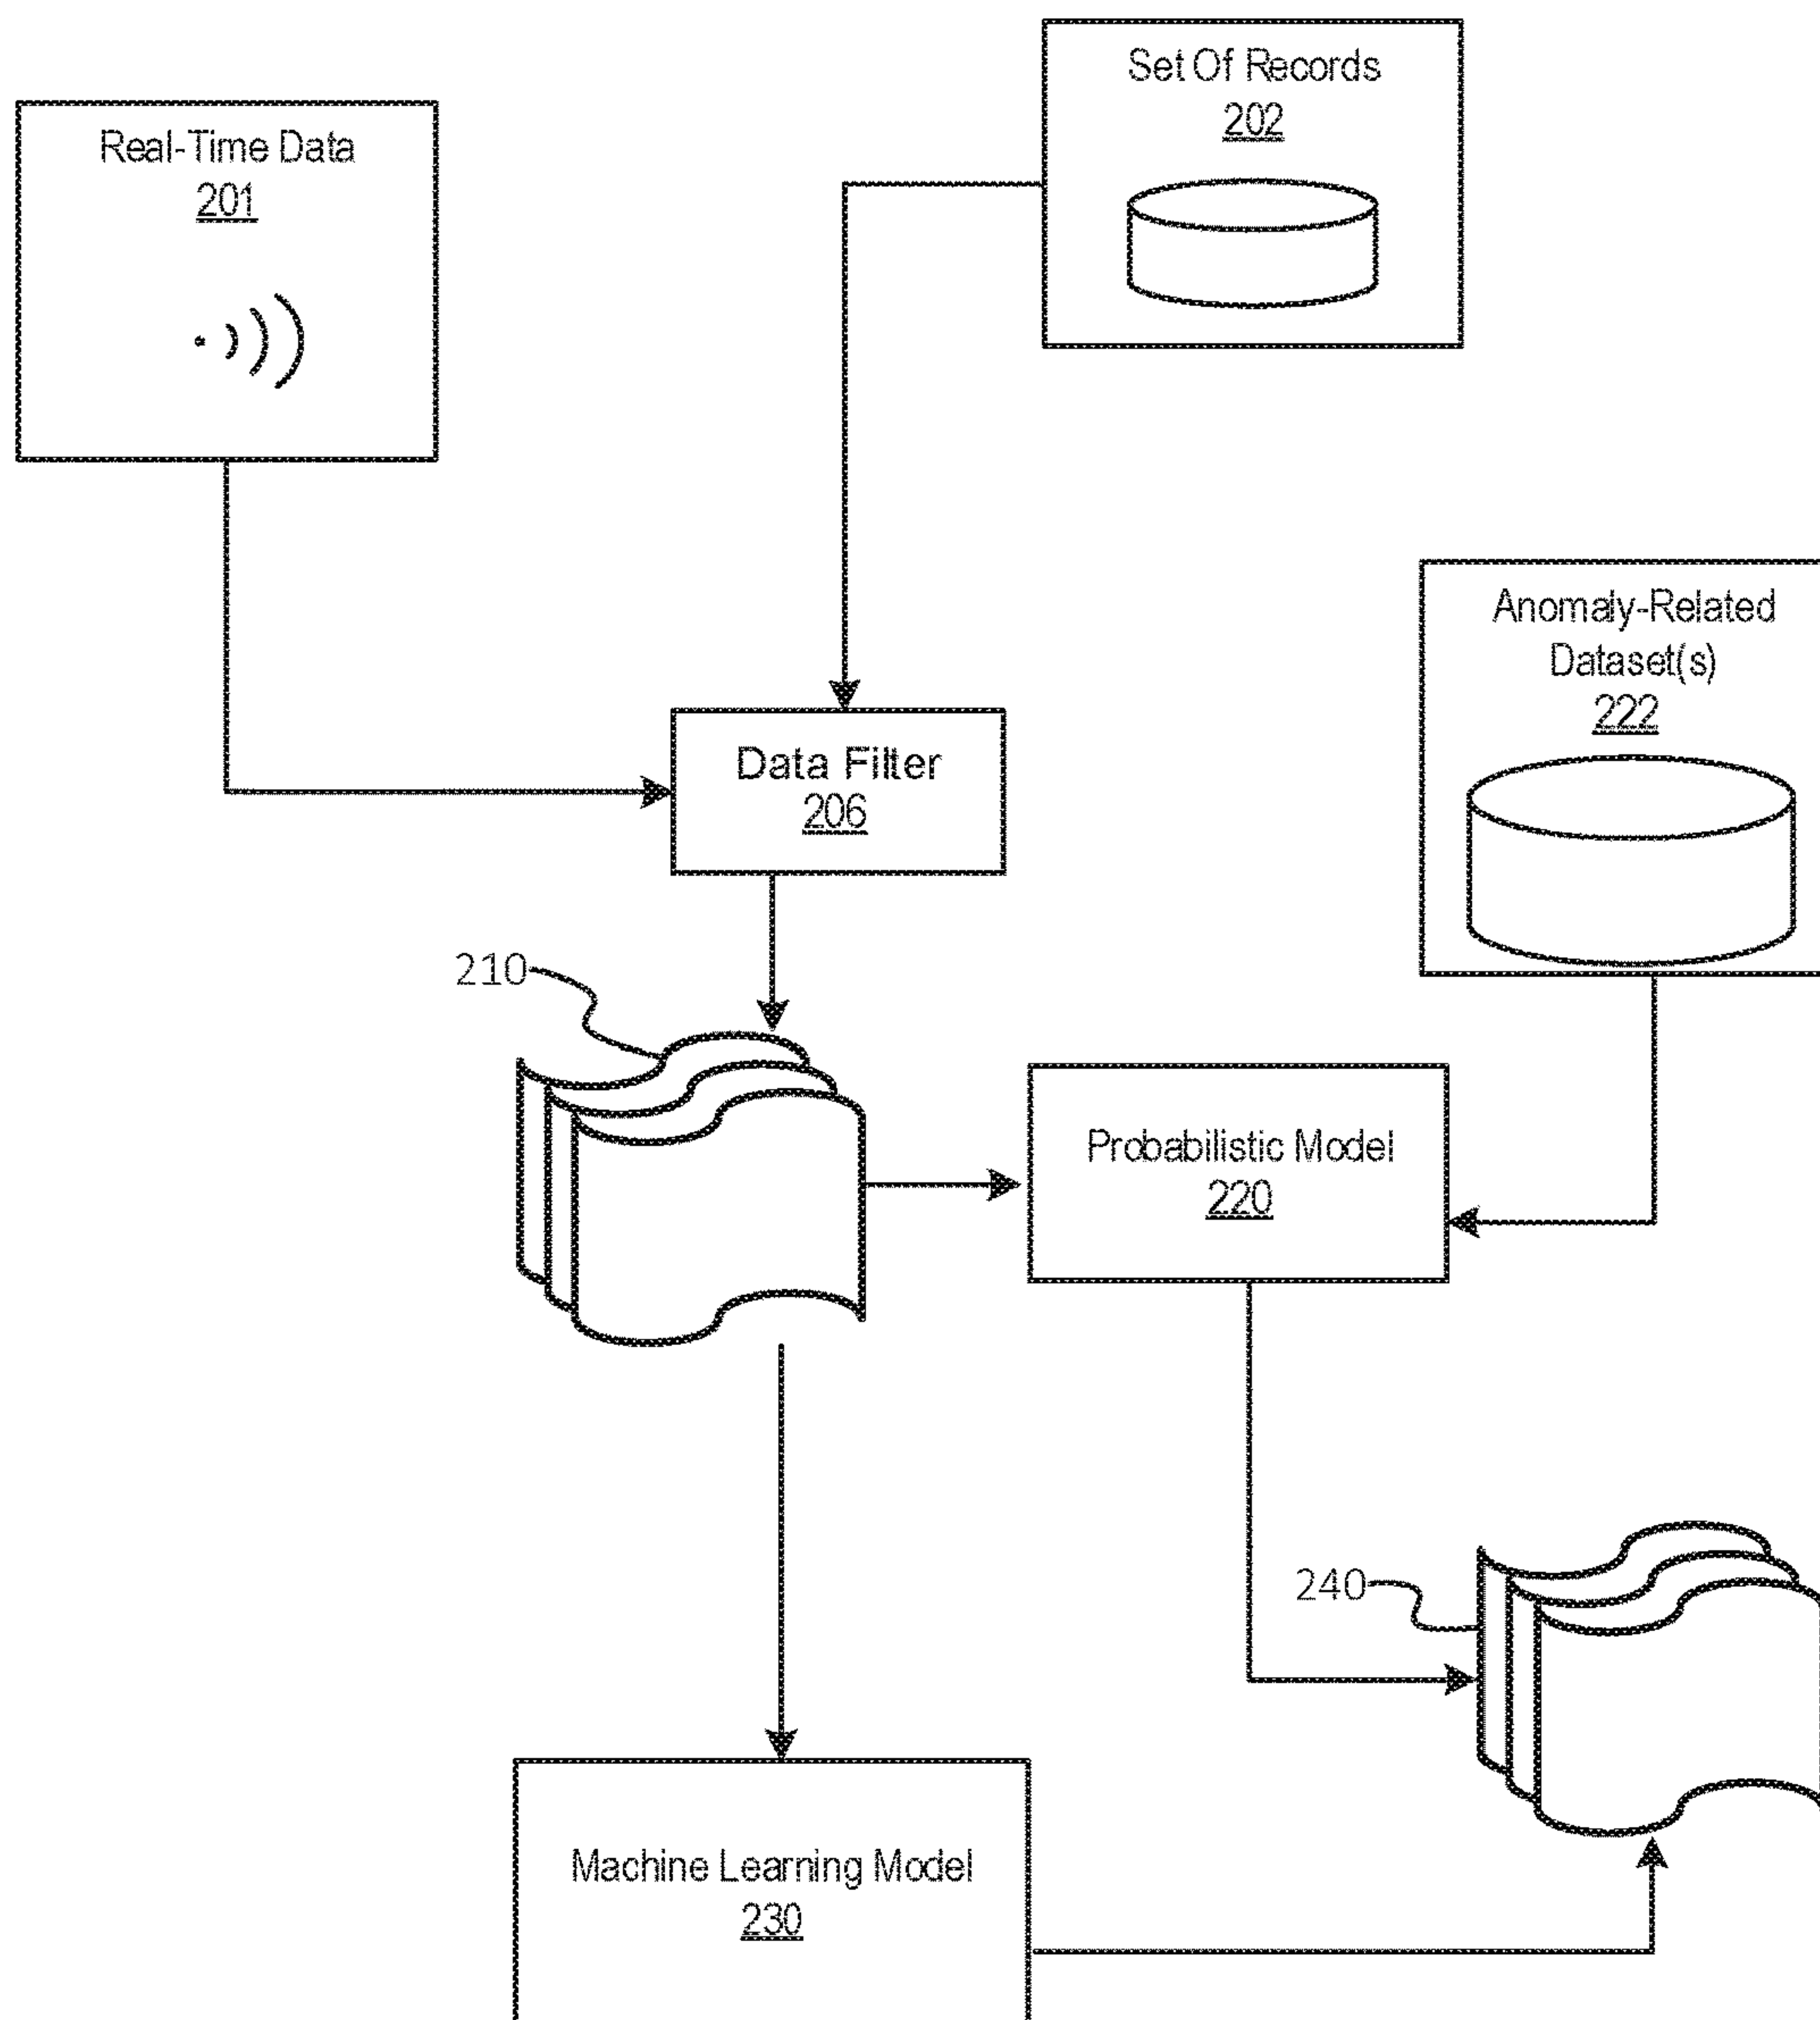 Set Of Records
202
Real-Time Data
201
Anomaly-Related
Dataset(s)
222
Data Filter
206
210
Probabilistic Model
220
240
Machine Learning Model
230